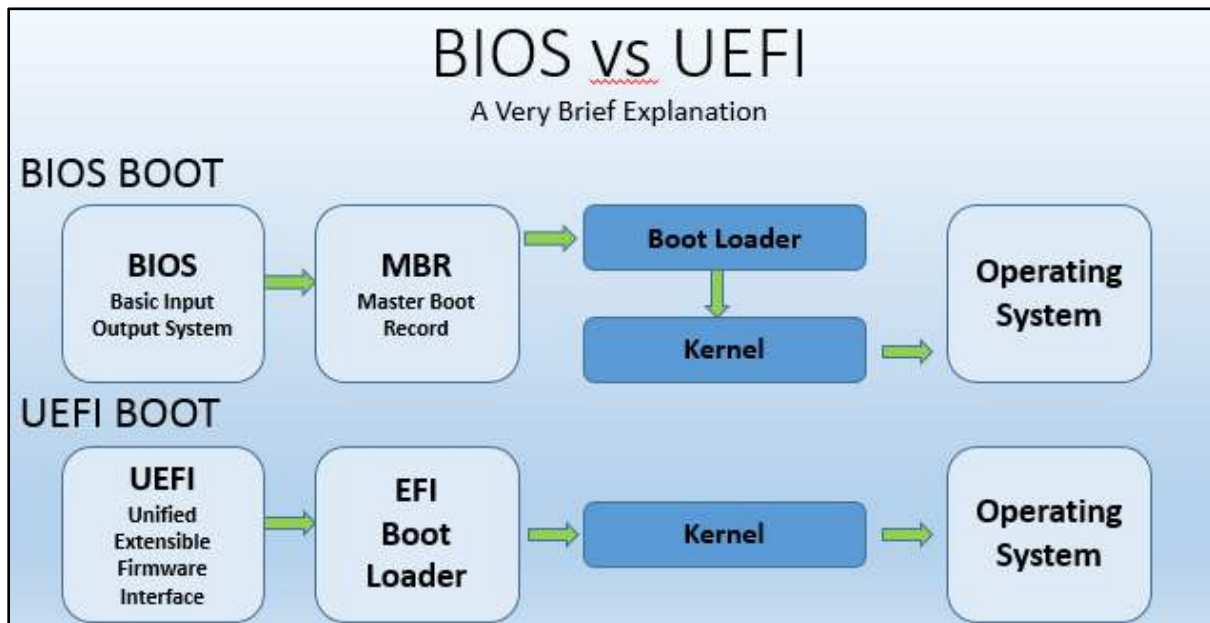 BIOS vs UEFI
A Very Brief Explanation
BIOS BOOT
BIOS
Basic Input
Output System
MBR
Master Boot
Record
Boot Loader
Kernel
Operating
System
UEFI BOOT
UEFI
Unified
Extensible
Firmware
Interface
EFI
Boot
Loader
Kernel
Operating
System